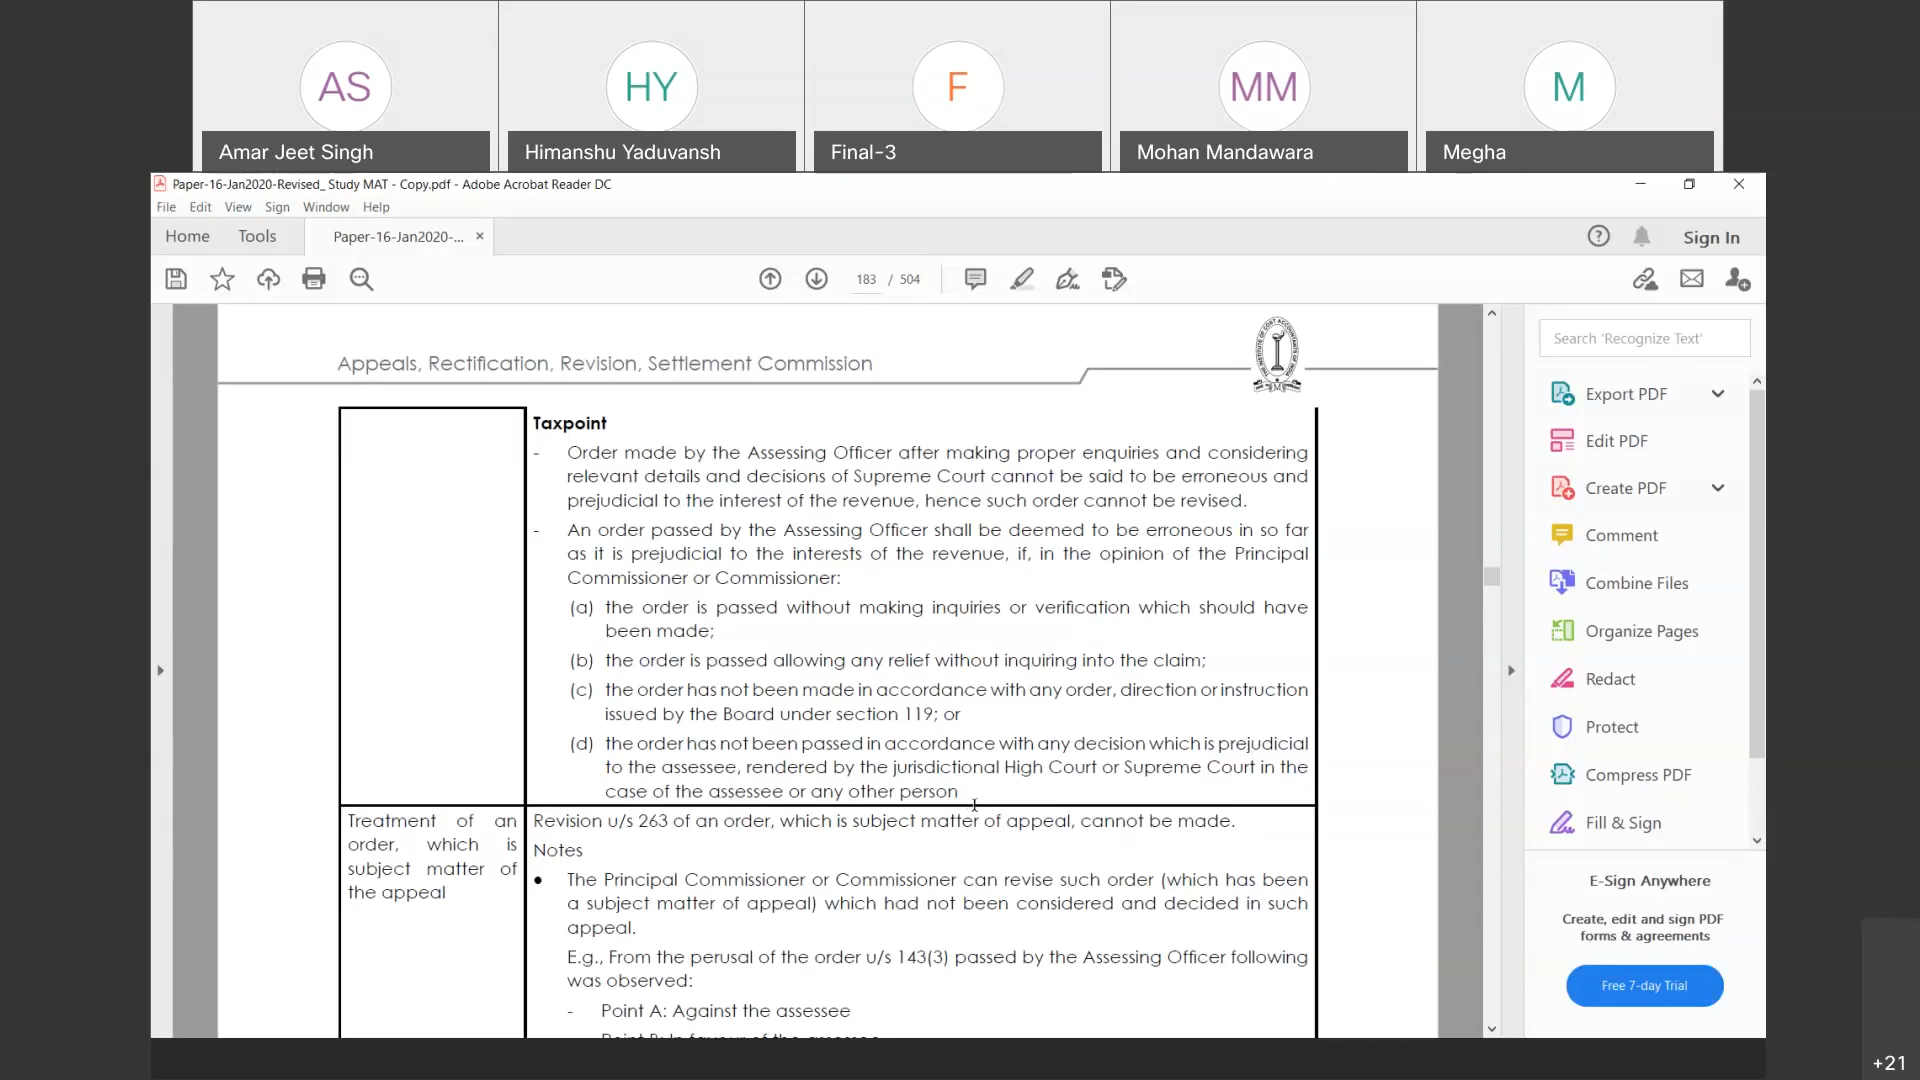 AS
HY
F
MM
M
Amar Jeet Singh
Himanshu Yaduvansh
Final-3
Mohan Mandawara
Megha
Paper-16-Jan2020-Revised_ Study MAT - Copy.pdf - Adobe Acrobat Reader DC
File Edit View Sign Window Help
Home Tools Paper-16-Jan2020-... × Sign In
183 / 504
Appeals, Rectification, Revision, Settlement Commission
Taxpoint
- Order made by the Assessing Officer after making proper enquiries and considering
relevant details and decisions of Supreme Court cannot be said to be erroneous and
prejudicial to the interest of the revenue, hence such order cannot be revised.
- An order passed by the Assessing Officer shall be deemed to be erroneous in so far
as it is prejudicial to the interests of the revenue, if, in the opinion of the Principal
Commissioner or Commissioner:
(a) the order is passed without making inquiries or verification which should have
been made;
(b) the order is passed allowing any relief without inquiring into the claim;
(c) the order has not been made in accordance with any order, direction or instruction
issued by the Board under section 119; or
(d) the order has not been passed in accordance with any decision which is prejudicial
to the assessee, rendered by the jurisdictional High Court or Supreme Court in the
case of the assessee or any other person
Treatment of an
order, which is
subject matter of
the appeal
Revision u/s 263 of an order, which is subject matter of appeal, cannot be made.
Notes
• The Principal Commissioner or Commissioner can revise such order (which has been
a subject matter of appeal) which had not been considered and decided in such
appeal.
E.g., From the perusal of the order u/s 143(3) passed by the Assessing Officer following
was observed:
- Point A: Against the assessee
Point B: In favour of the assessee
Search 'Recognize Text'
Export PDF
Edit PDF
Create PDF
Comment
Combine Files
Organize Pages
Redact
Protect
Compress PDF
Fill & Sign
E-Sign Anywhere
Create, edit and sign PDF
forms & agreements
Free 7-day Trial
+21